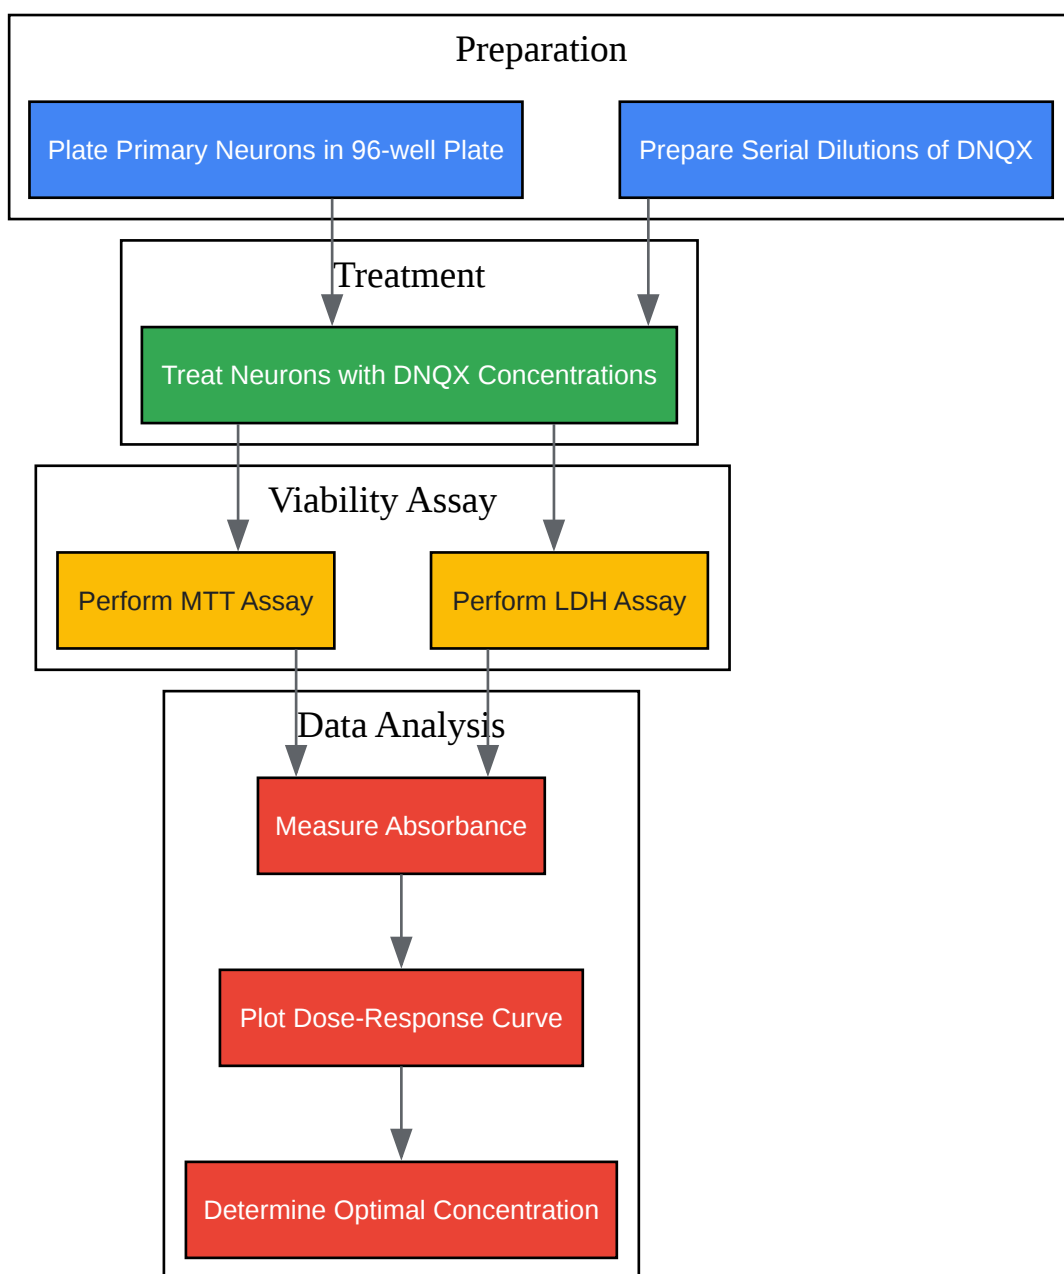 Preparation
Plate Primary Neurons in 96-well Plate
Prepare Serial Dilutions of DNQX
Treatment
Treat Neurons with DNQX Concentrations
Viability Assay
Perform MTT Assay
Perform LDH Assay
Data Analysis
Measure Absorbance
Plot Dose-Response Curve
Determine Optimal Concentration